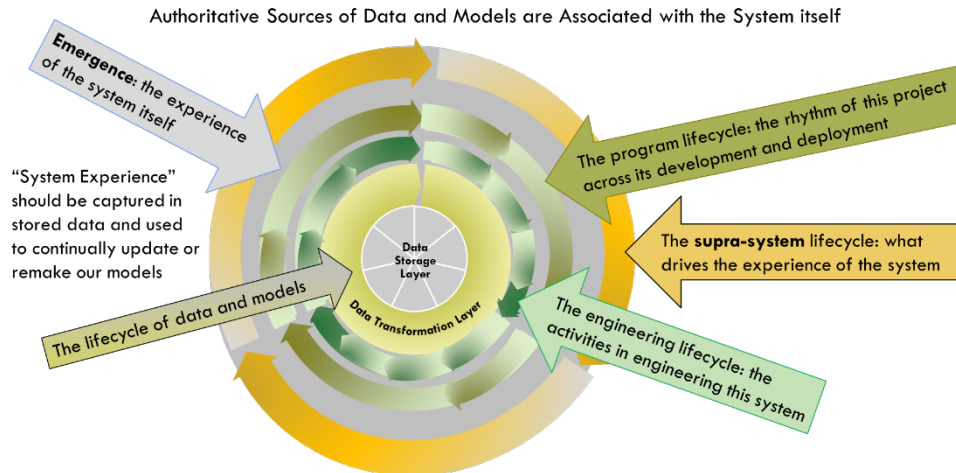 Authoritative Sources of Data and Models are Associated with the System itself
Emergence: the experience
of the system itself
The program lifecycle: the rhythm of this project
across its development and deployment
“System Experience”
should be captured in
stored data and used
to continually update or
remake our models
The supra-system lifecycle: what
drives the experience of the system
Data
Storage
Layer
Data Transformation Layer
The lifecycle of data and models
The engineering lifecycle: the
activities in engineering this system